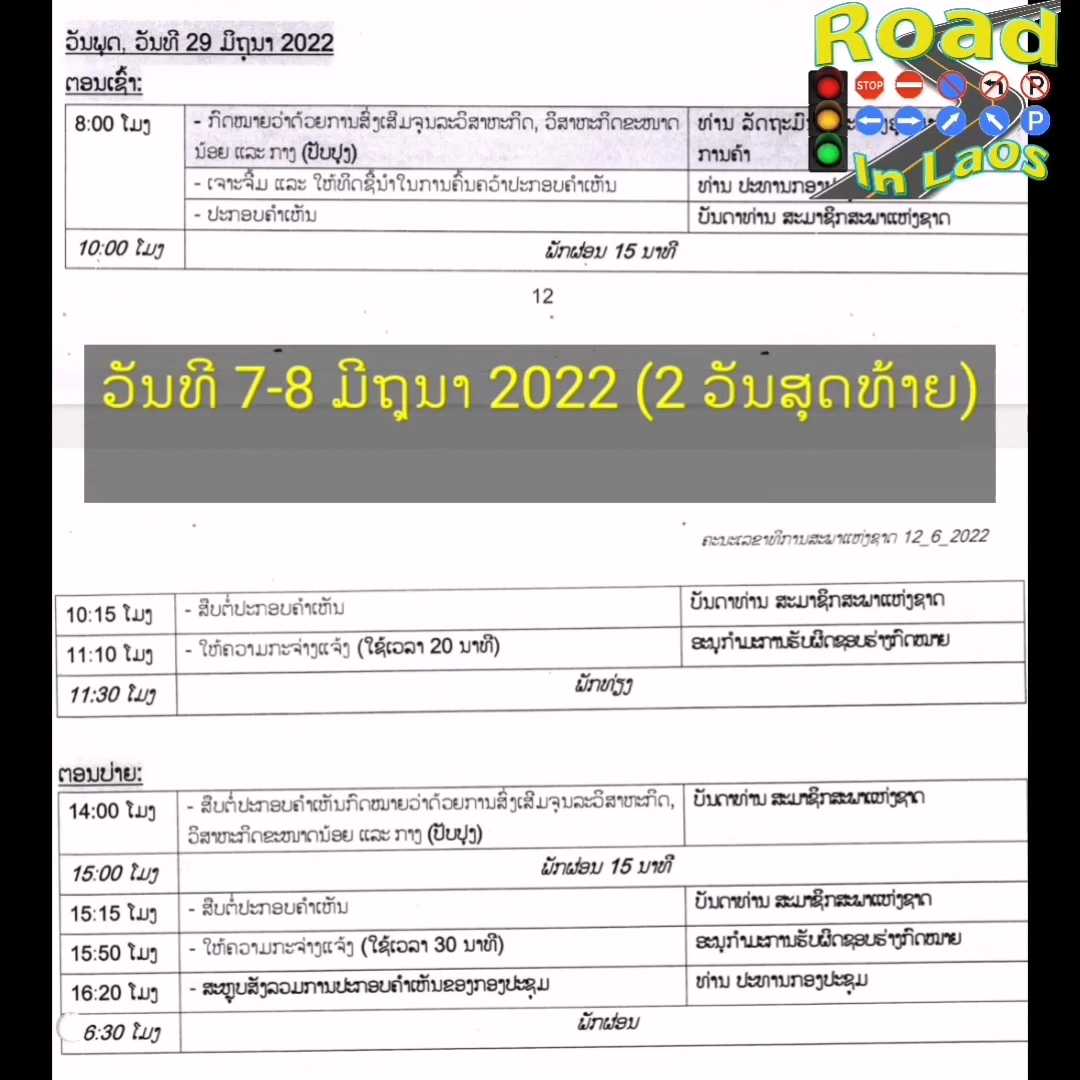 ວັນພຸດ, ວັນທີ 29 ມິຖຸນາ 2022
Road
In Laos
STOP
P
P
ຕອນເຊົ້າ:
8:00 ໂມງ
- ກົດໝາຍວ່າດ້ວຍການສົ່ງເສີມຈຸນລະວິສາຫະກິດ, ວິສາຫະກິດຂະໜາດ
ນ້ອຍ ແລະ ກາງ (ປັບປຸງ)
ທ່ານ
ການຄ້າ
- ເຈາະຈີ້ມ ແລະ ໃຫ້ທິດຊີ້ນຳໃນການຄົ້ນຄວ້າປະກອບຄຳເຫັນ
ທ່ານ
- ປະກອບຄຳເຫັນ
ບັນດາທ່ານ ສະມາຊິກສະພາແຫ່ງຊາດ
10:00 ໂມງ
ພັກຜ່ອນ 15 ນາທີ
12
ວັນທີ 7-8 ມີຖຸນາ 2022 (2 ວັນສຸດທ້າຍ)
ຄະນະເລຂາທິການສະພາແຫ່ງຊາດ 12_6_2022
10:15 ໂມງ
- ສືບຕໍ່ປະກອບຄຳເຫັນ
ບັນດາທ່ານ ສະມາຊິກສະພາແຫ່ງຊາດ
11:10 ໂມງ
- ໃຫ້ຄວາມກະຈ່າງແຈ້ງ (ໃຊ້ເວລາ 20 ນາທີ)
ອະນຸກຳມະການຮັບຜິດຊອບຮ່າງກົດໝາຍ
11:30 ໂມງ
ພັກທ່ຽງ
ຕອນບ່າຍ:
14:00 ໂມງ
- ສືບຕໍ່ປະກອບຄຳເຫັນກົດໝາຍວ່າດ້ວຍການສົ່ງເສີມຈຸນລະວິສາຫະກິດ,
ວິສາຫະກິດຂະໜາດນ້ອຍ ແລະ ກາງ (ປັບປຸງ)
ບັນດາທ່ານ ສະມາຊິກສະພາແຫ່ງຊາດ
15:00 ໂມງ
ພັກຜ່ອນ 15 ນາທີ
15:15 ໂມງ
- ສືບຕໍ່ປະກອບຄຳເຫັນ
ບັນດາທ່ານ ສະມາຊິກສະພາແຫ່ງຊາດ
15:50 ໂມງ
- ໃຫ້ຄວາມກະຈ່າງແຈ້ງ (ໃຊ້ເວລາ 30 ນາທີ)
ອະນຸກຳມະການຮັບຜິດຊອບຮ່າງກົດໝາຍ
16:20 ໂມງ
- ສະຫຼຸບສັງລວມການປະກອບຄຳເຫັນຂອງກອງປະຊຸມ
ທ່ານ ປະທານກອງປະຊຸມ
6:30 ໂມງ
ພັກຜ່ອນ